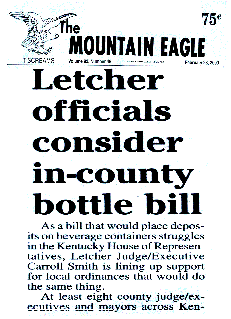 The
MOUNTAIN EAGLE
75¢
IT SCREAMS
Letcher
officials
consider
in-county
bottle bill
As a bill that would place depos-
its on beverage containers struggles
in the Kentucky House of Represen-
tatives, Letcher Judge/Executive
Carroll Smith is lining up support
for local ordinances that would do
the same thing.
At least eight county judge/ex-
ecutives and mayors across Ken-